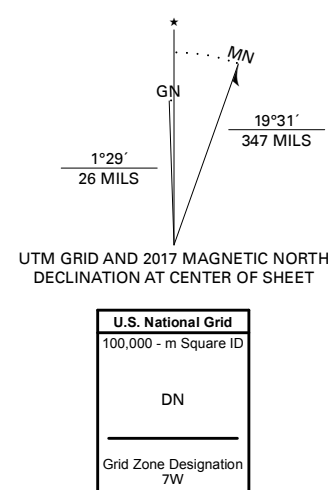 ★
MN
GN
19°31´
347 MILS
1°29´
26 MILS
UTM GRID AND 2017 MAGNETIC NORTH
DECLINATION AT CENTER OF SHEET
U.S. National Grid
100,000 - m Square ID
DN
Grid Zone Designation
7W